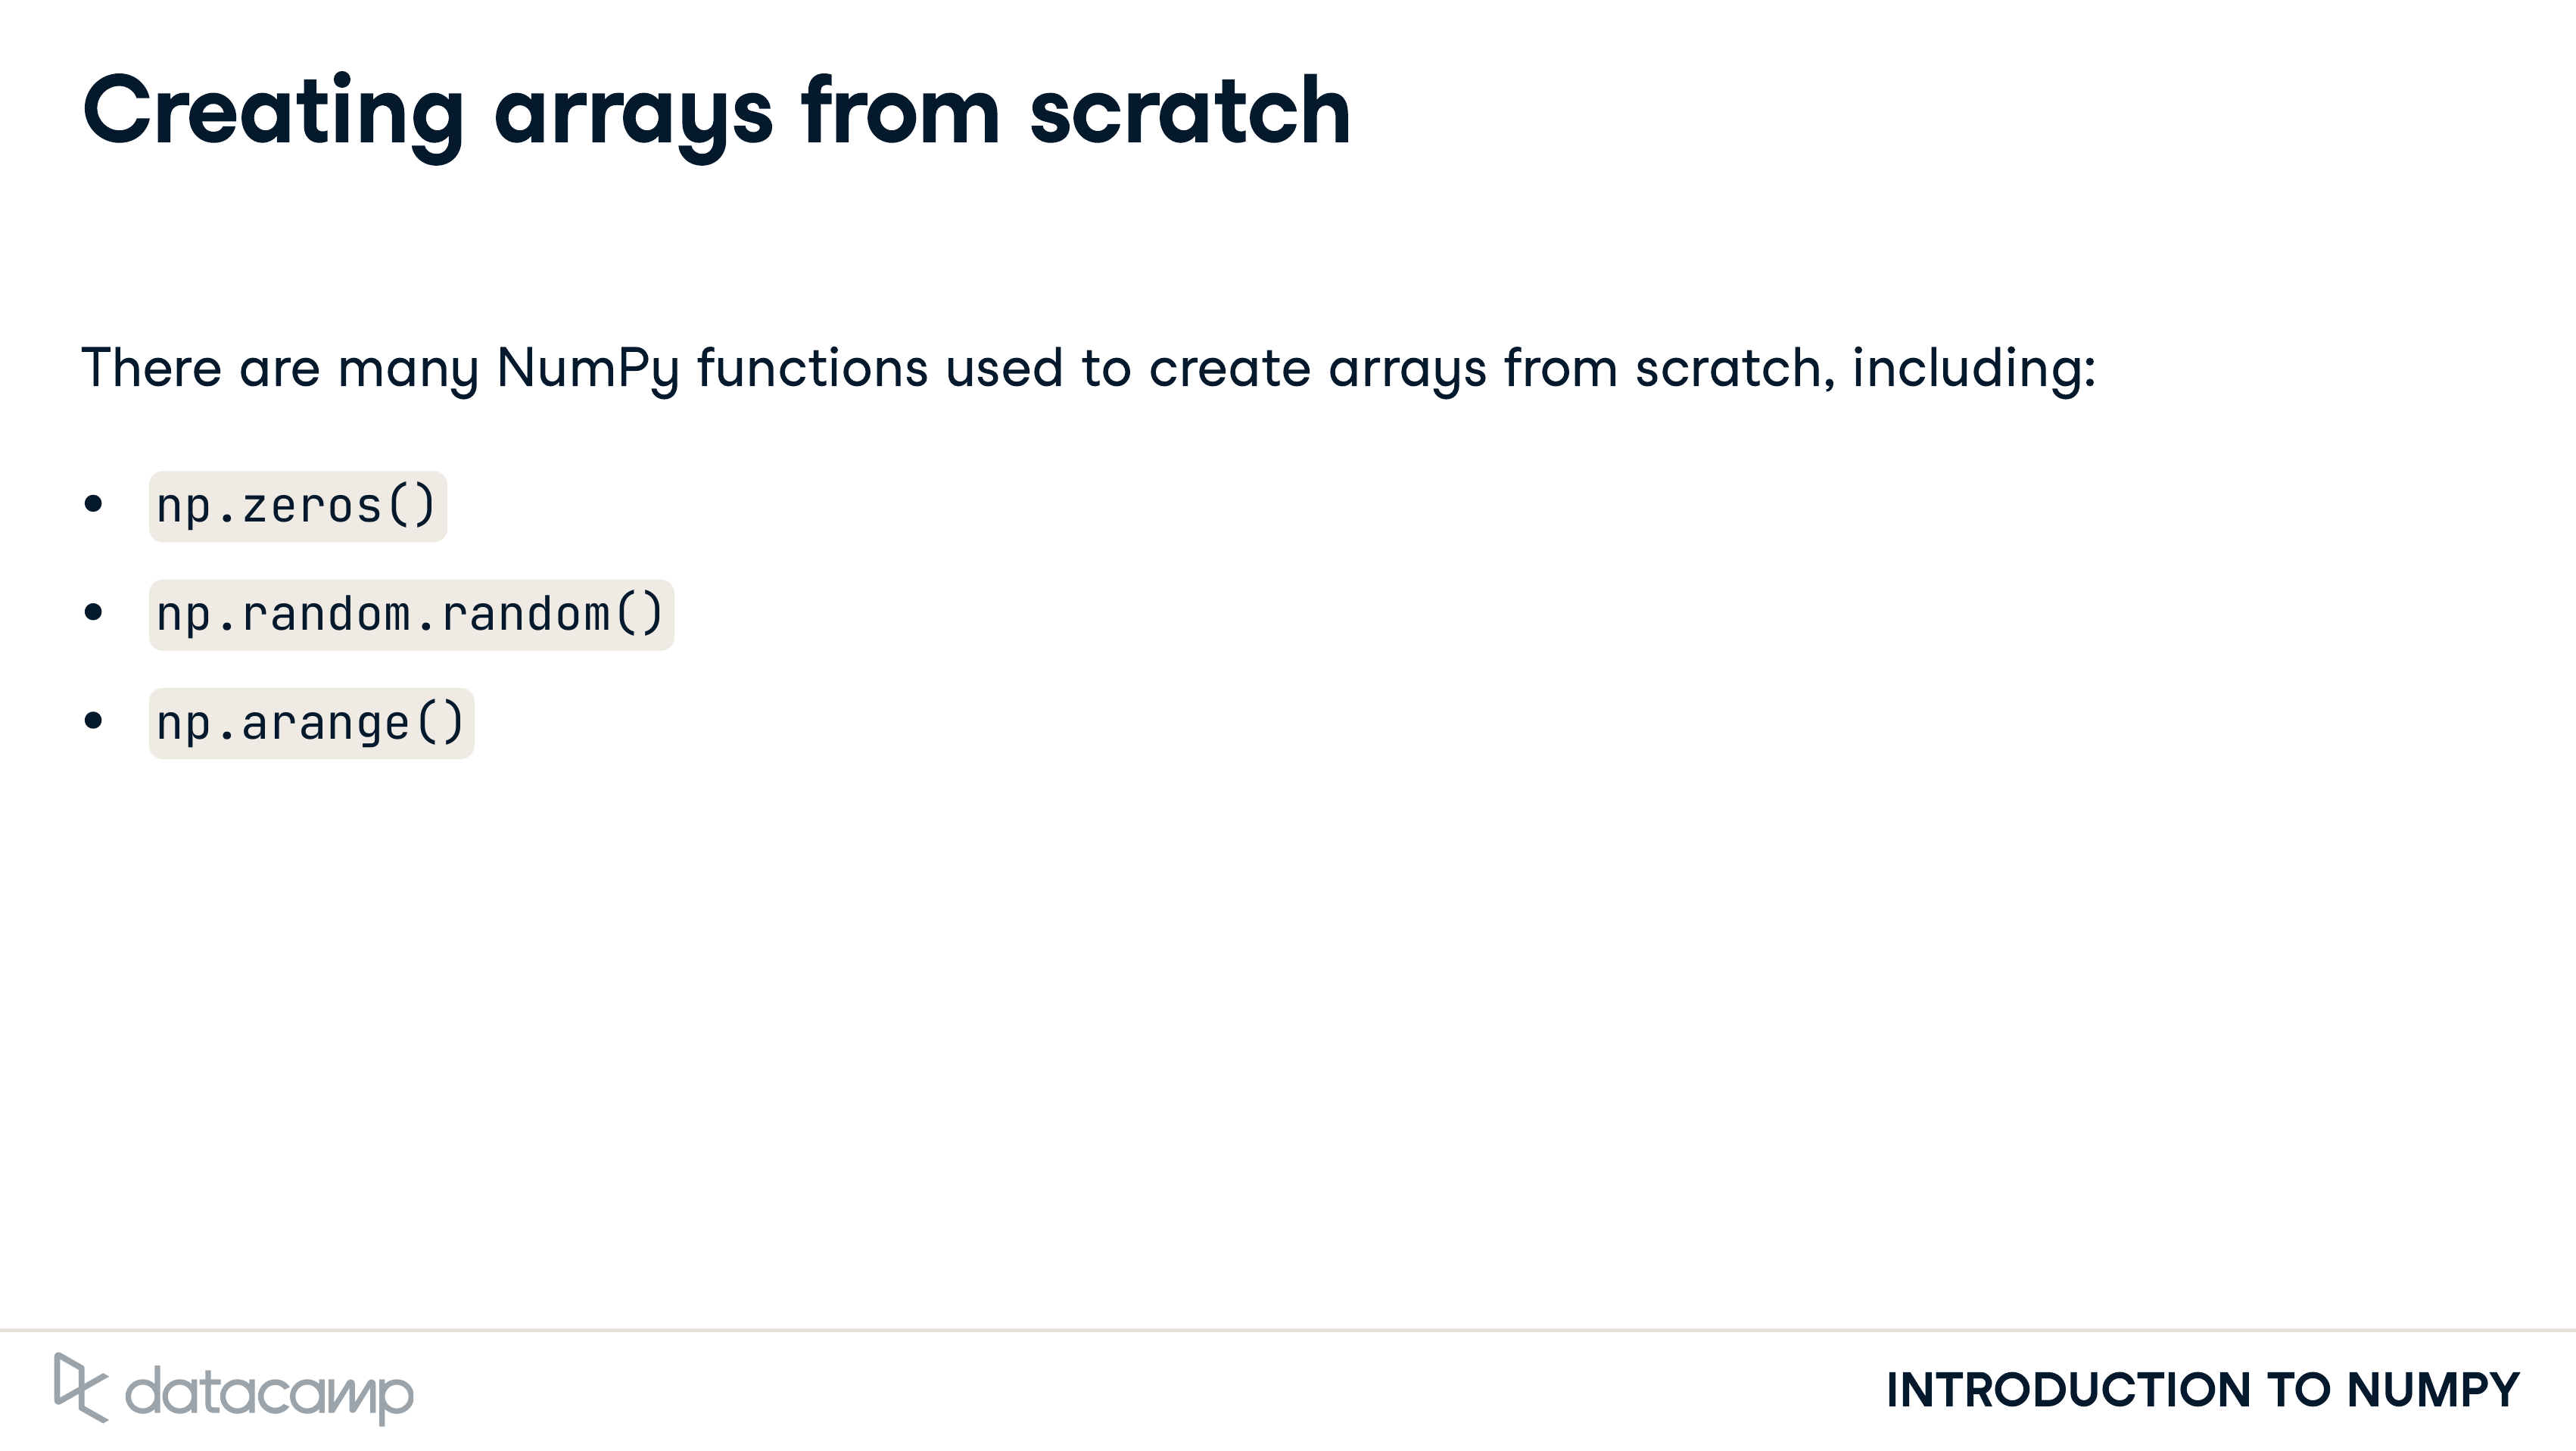 Creating arrays from scratch
There are many NumPy functions used to create arrays from scratch, including:
• np.zeros()
• np.random.random()
• np.arange()
datacamp
INTRODUCTION TO NUMPY